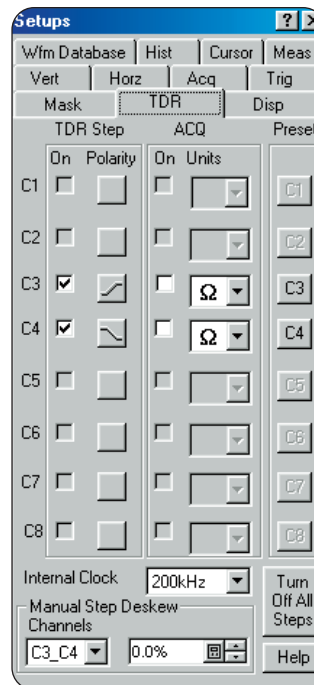 Setups ? X
Wfm Database Hist Cursor Meas
Vert Horz Acq Trig
Mask TDR Disp
TDR Step ACQ Preset
On Polarity On Units
C1 C1
C2 C2
C3 Ω C3
C4 Ω C4
C5 C5
C6 C6
C7 C7
C8 C8
Internal Clock 200kHz
Turn Off All Steps
Manual Step Deskew
Channels
C3_C4 0.0%
Help